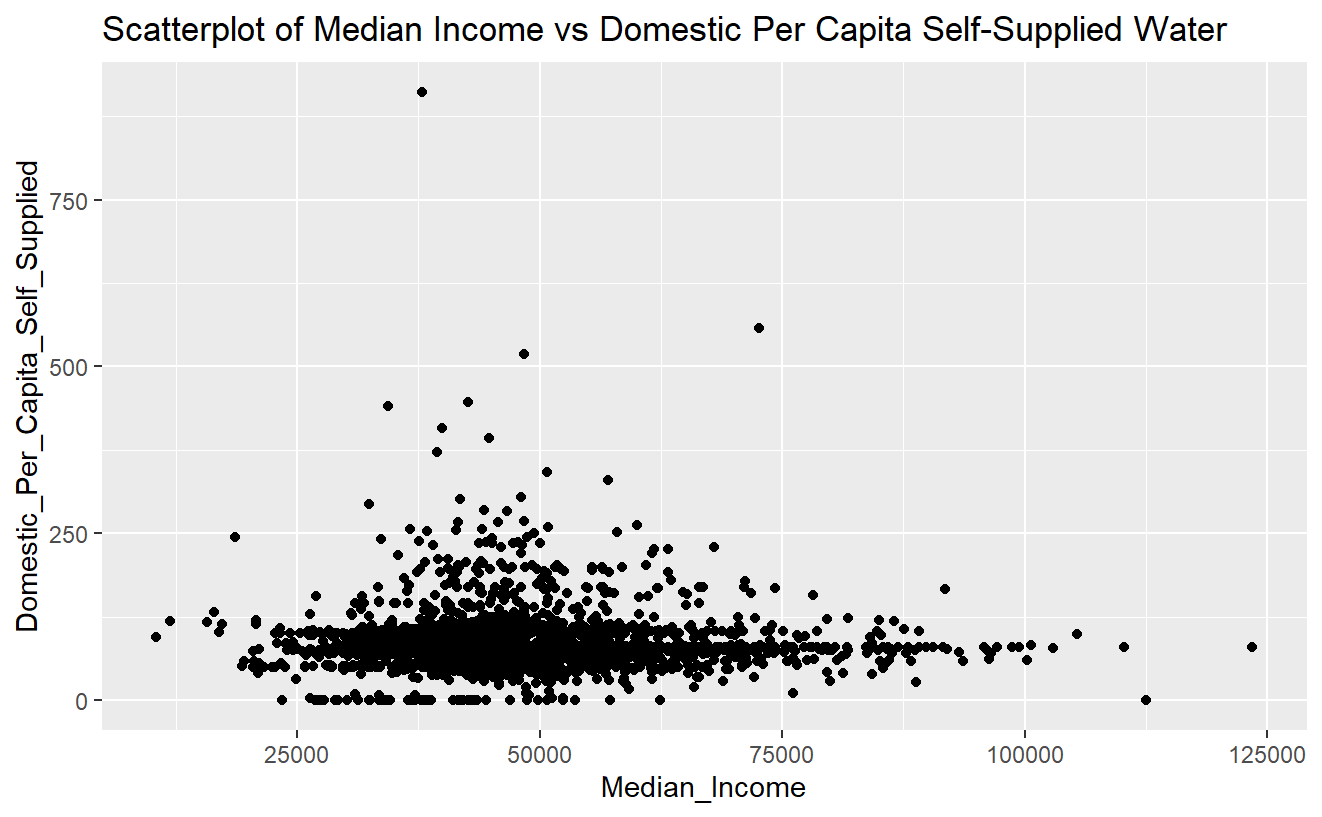 Scatterplot of Median Income vs Domestic Per Capita Self-Supplied Water
Domestic_Per_Capita_Self_Supplied
750
500
250
0
25000 50000 75000 100000 125000
Median_Income